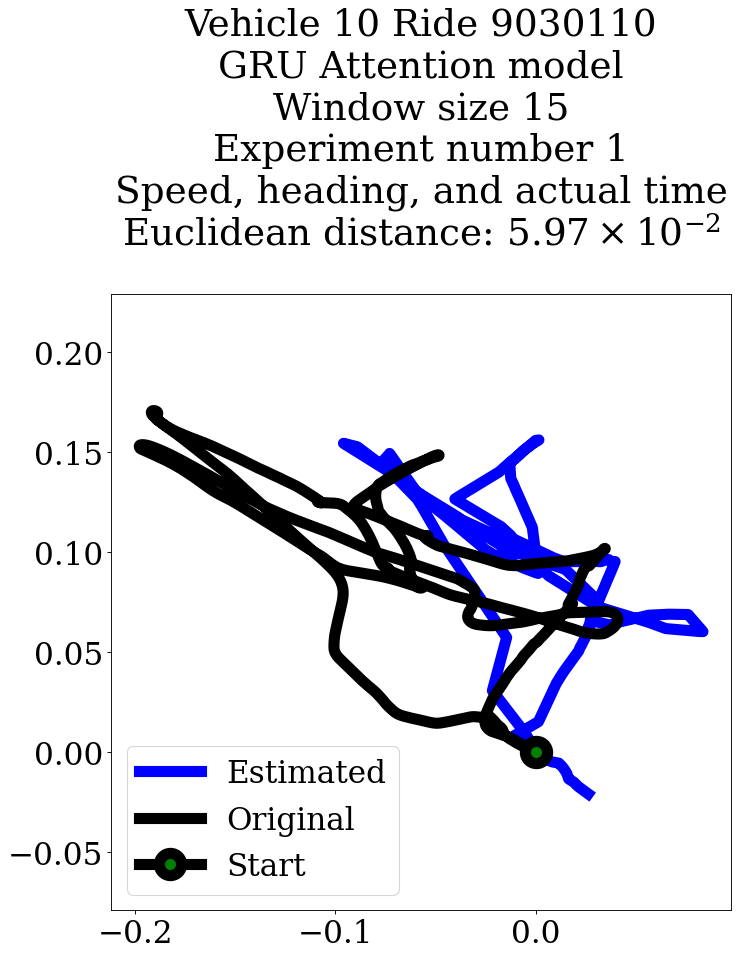 Vehicle 10 Ride 9030110
GRU Attention model
Window size 15
Experiment number 1
Speed, heading, and actual time
Euclidean distance: 5.97 × 10⁻²
0.20
0.15
0.10
0.05
0.00
−0.05
Estimated
Original
Start
−0.2
−0.1
0.0